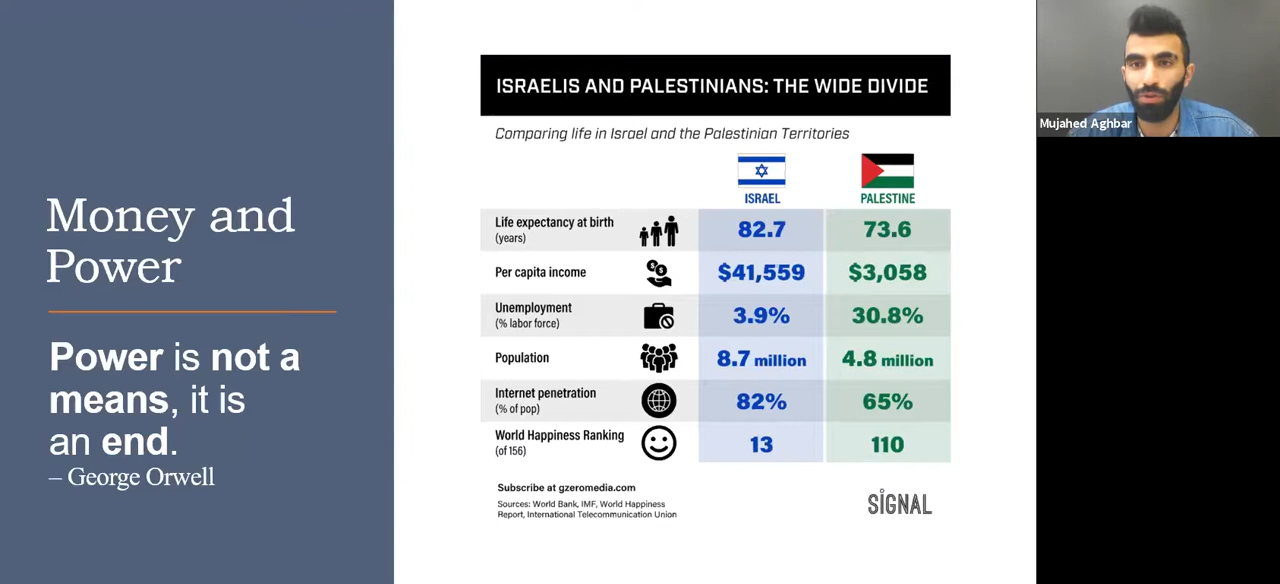 Money and
Power
Power is not a
means, it is
an end.
– George Orwell
ISRAELIS AND PALESTINIANS: THE WIDE DIVIDE
Comparing life in Israel and the Palestinian Territories
ISRAEL PALESTINE
Life expectancy at birth
(years)
82.7 73.6
Per capita income $41,559 $3,058
Unemployment
(% labor force)
3.9% 30.8%
Population 8.7 million 4.8 million
Internet penetration
(% of pop)
82% 65%
World Happiness Ranking
(of 156)
13 110
Subscribe at gzeromedia.com
Sources: World Bank, IMF, World Happiness
Report, International Telecommunication Union
SIGNAL
Mujahed Aghbar